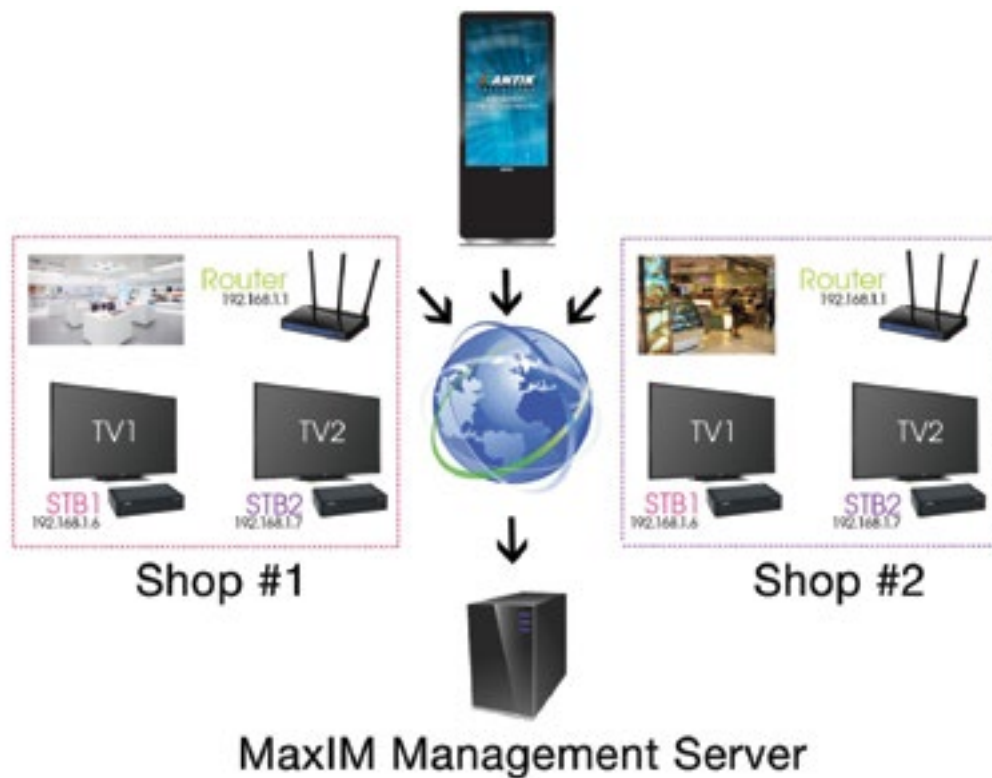 ANTIK
Router
192.168.1.1
TV1
TV2
STB1
192.168.1.6
STB2
192.168.1.7
Shop #1
Router
192.168.1.1
TV1
TV2
STB1
192.168.1.6
STB2
192.168.1.7
Shop #2
MaxIM Management Server